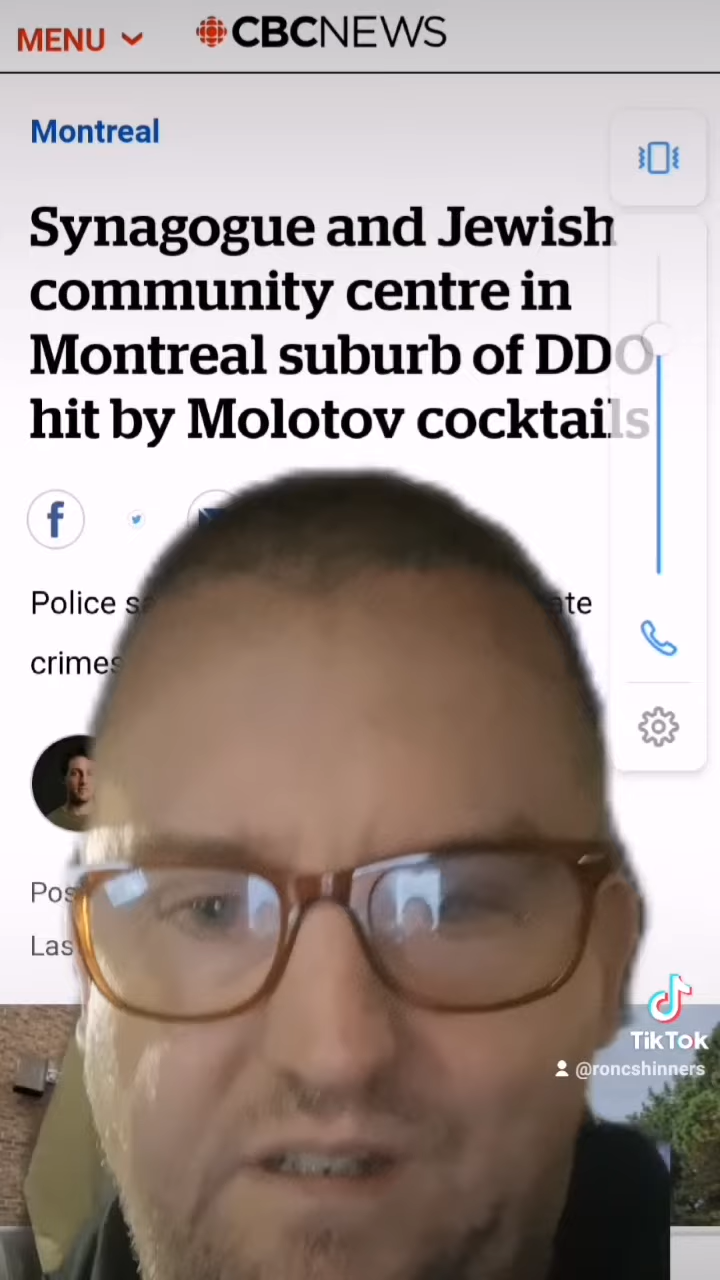 MENU
CBCNEWS
Montreal
Synagogue and Jewish
community centre in
Montreal suburb of DDO
hit by Molotov cocktails
Police
crimes
TikTok
@roncshinners